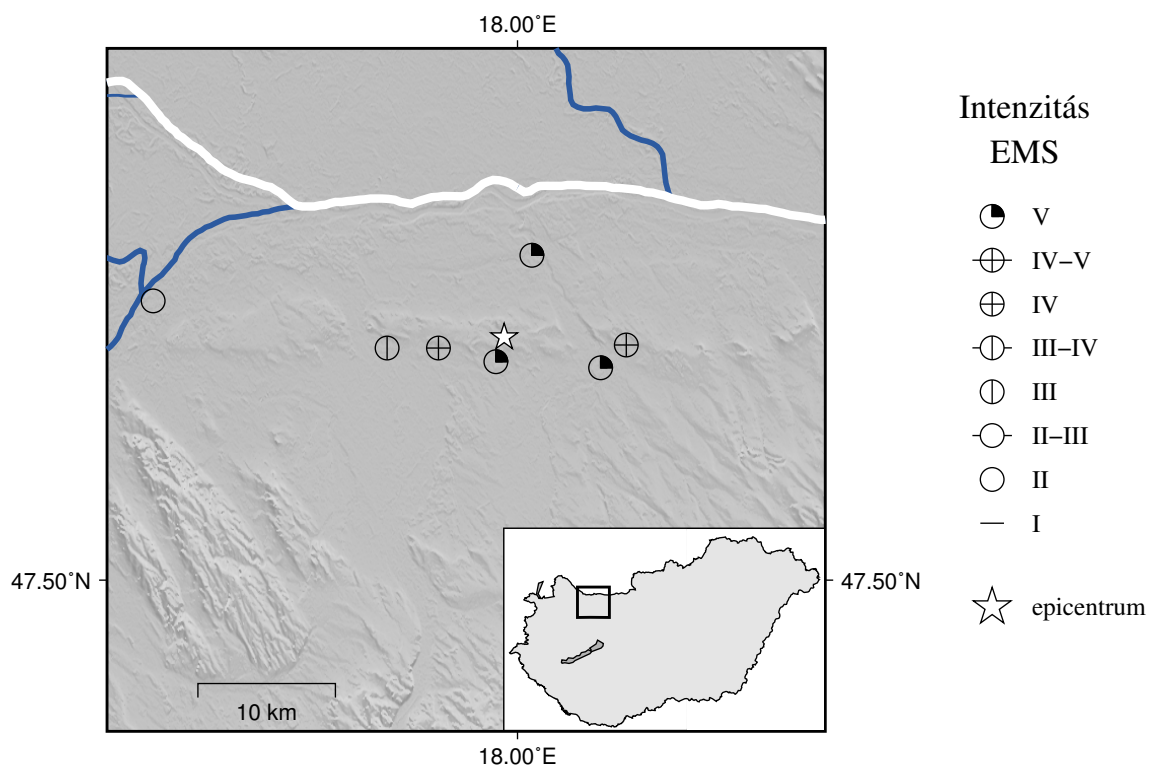 18.00°E
Intenzitás
EMS
V
IV−V
IV
III−IV
III
II−III
II
I
47.50°N
47.50°N
epicentrum
10 km
18.00°E